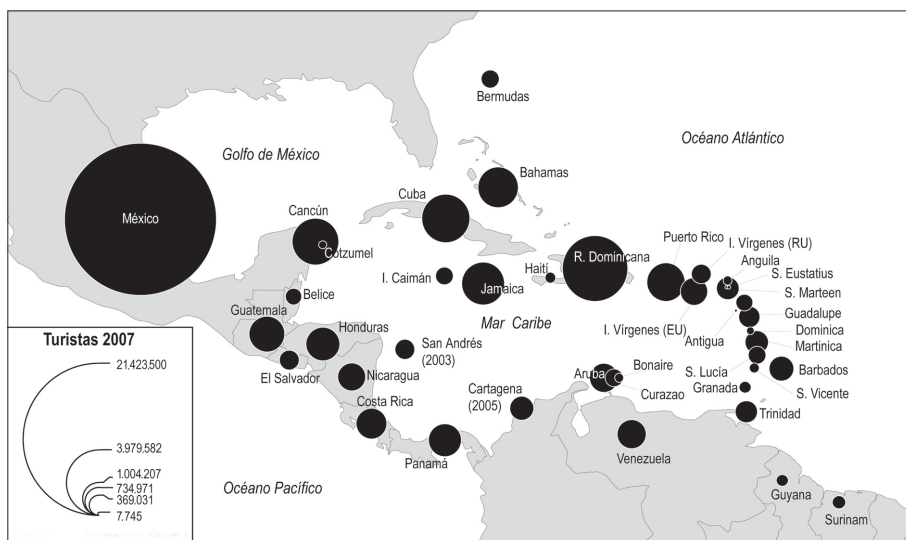 Bermudas
Océano Atlántico
Golfo de México
Bahamas
Cuba
Cancún
México
Cotzumel
Puerto Rico
I. Vírgenes (RU)
Anguila
S. Eustatius
S. Marteen
R. Dominicana
Haití
I. Caimán
Jamaica
Belice
Guadalupe
Mar Caribe
Guatemala
Honduras
I. Vírgenes (EU)
Antigua
Dominica
Martinica
Turistas 2007
San Andrés
(2003)
21,423.500
El Salvador
Nicaragua
Aruba
Bonaire
Curazao
S. Lucía
Barbados
Granada
S. Vicente
Cartagena
(2005)
Costa Rica
Trinidad
3.979.582
Panamá
Venezuela
1.004.207
734.971
369.031
7.745
Océano Pacífico
Guyana
Surinam